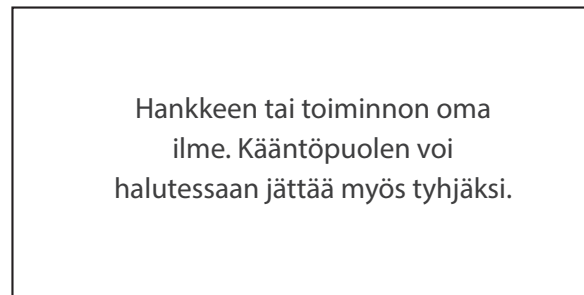 Hankkeen tai toiminnon oma
ilme. Kääntöpuolen voi
halutessaan jättää myös tyhjäksi.